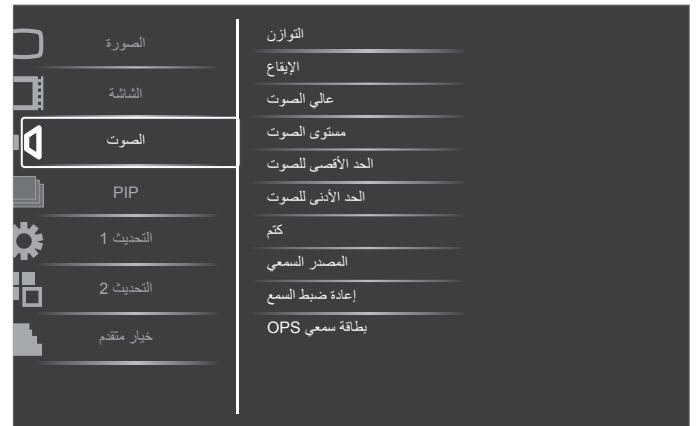 الصورة
الشاشة
الصوت
PIP
التحديث 1
التحديث 2
خيار متقدم
التوازن
الإيقاع
عالي الصوت
مستوى الصوت
الحد الأقصى للصوت
الحد الأدنى للصوت
كتم
المصدر السمعي
إعادة ضبط السمع
بطاقة سمعي OPS